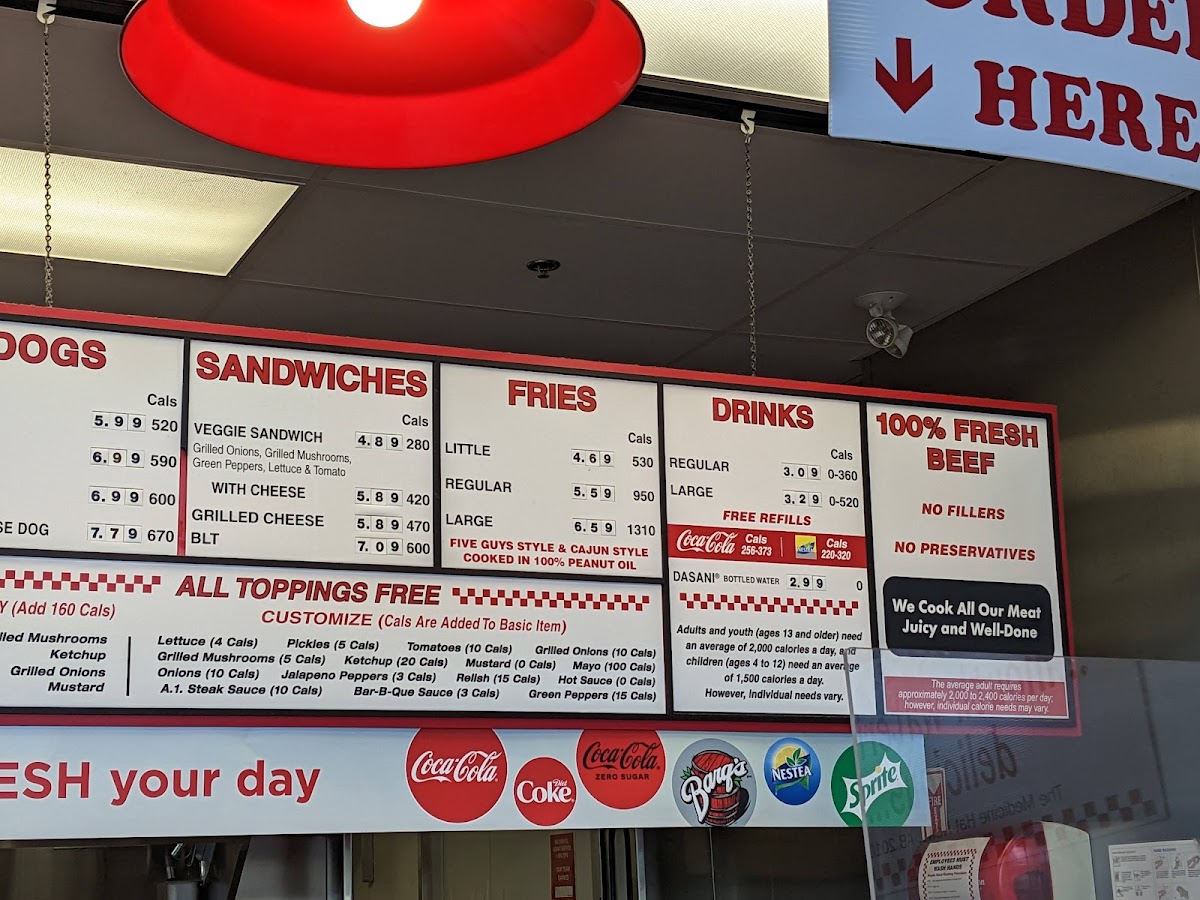 ORDER
HERE
DOGS
Cals
5.99 520
6.99 590
6.99 600
DOG 7.79 670
SANDWICHES
Cals
VEGGIE SANDWICH 4.89 280
Grilled Onions, Grilled Mushrooms,
Green Peppers, Lettuce & Tomato
WITH CHEESE 5.89 420
GRILLED CHEESE 5.89 470
BLT 7.09 600
FRIES
Cals
LITTLE 4.69 530
REGULAR 5.59 950
LARGE 6.59 1310
FIVE GUYS STYLE & CAJUN STYLE
COOKED IN 100% PEANUT OIL
DRINKS
Cals
REGULAR 3.09 0-360
LARGE 3.29 0-520
FREE REFILLS
Coca-Cola Cals 256-373 NESTEA Cals 220-320
DASANI® BOTTLED WATER 2.99 0
Adults and youth (ages 13 and older) need
an average of 2,000 calories a day, and
children (ages 4 to 12) need an average
of 1,500 calories a day.
However, individual needs vary.
100% FRESH
BEEF
NO FILLERS
NO PRESERVATIVES
We Cook All Our Meat
Juicy and Well-Done
The average adult requires
approximately 2,000 to 2,400 calories per day;
however, individual calorie needs may vary.
ALL TOPPINGS FREE
(Add 160 Cals)
CUSTOMIZE (Cals Are Added To Basic Item)
Mushrooms
Ketchup
Grilled Onions
Mustard
Lettuce (4 Cals) Pickles (5 Cals) Tomatoes (10 Cals) Grilled Onions (10 Cals)
Grilled Mushrooms (5 Cals) Ketchup (20 Cals) Mustard (0 Cals) Mayo (100 Cals)
Onions (10 Cals) Jalapeno Peppers (3 Cals) Relish (15 Cals) Hot Sauce (0 Cals)
A.1. Steak Sauce (10 Cals) Bar-B-Que Sauce (3 Cals) Green Peppers (15 Cals)
ESH your day
Coca-Cola
Diet
Coke
Coca-Cola
ZERO SUGAR
Barq's
NESTEA
Sprite
EMPLOYEES MUST
WASH HANDS